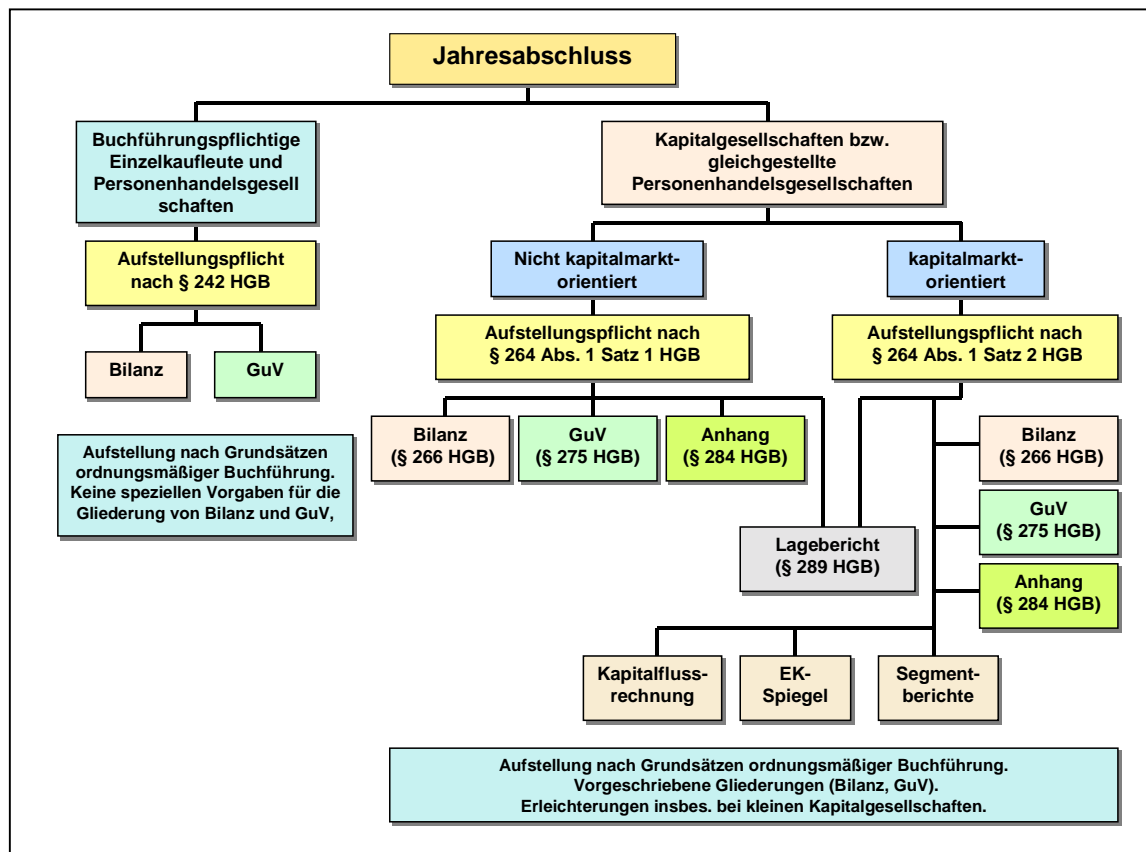 Jahresabschluss
Buchführungspflichtige
Einzelkaufleute und
Personenhandelsgesell
schaften
Kapitalgesellschaften bzw.
gleichgestellte
Personenhandelsgesellschaften
Aufstellungspflicht
nach § 242 HGB
Nicht kapitalmarkt-
orientiert
kapitalmarkt-
orientiert
Aufstellungspflicht nach
§ 264 Abs. 1 Satz 1 HGB
Aufstellungspflicht nach
§ 264 Abs. 1 Satz 2 HGB
Bilanz
GuV
Bilanz
(§ 266 HGB)
GuV
(§ 275 HGB)
Anhang
(§ 284 HGB)
Bilanz
(§ 266 HGB)
Aufstellung nach Grundsätzen
ordnungsmäßiger Buchführung.
Keine speziellen Vorgaben für die
Gliederung von Bilanz und GuV,
GuV
(§ 275 HGB)
Lagebericht
(§ 289 HGB)
Anhang
(§ 284 HGB)
Kapitalfluss-
rechnung
EK-
Spiegel
Segment-
berichte
Aufstellung nach Grundsätzen ordnungsmäßiger Buchführung.
Vorgeschriebene Gliederungen (Bilanz, GuV).
Erleichterungen insbes. bei kleinen Kapitalgesellschaften.